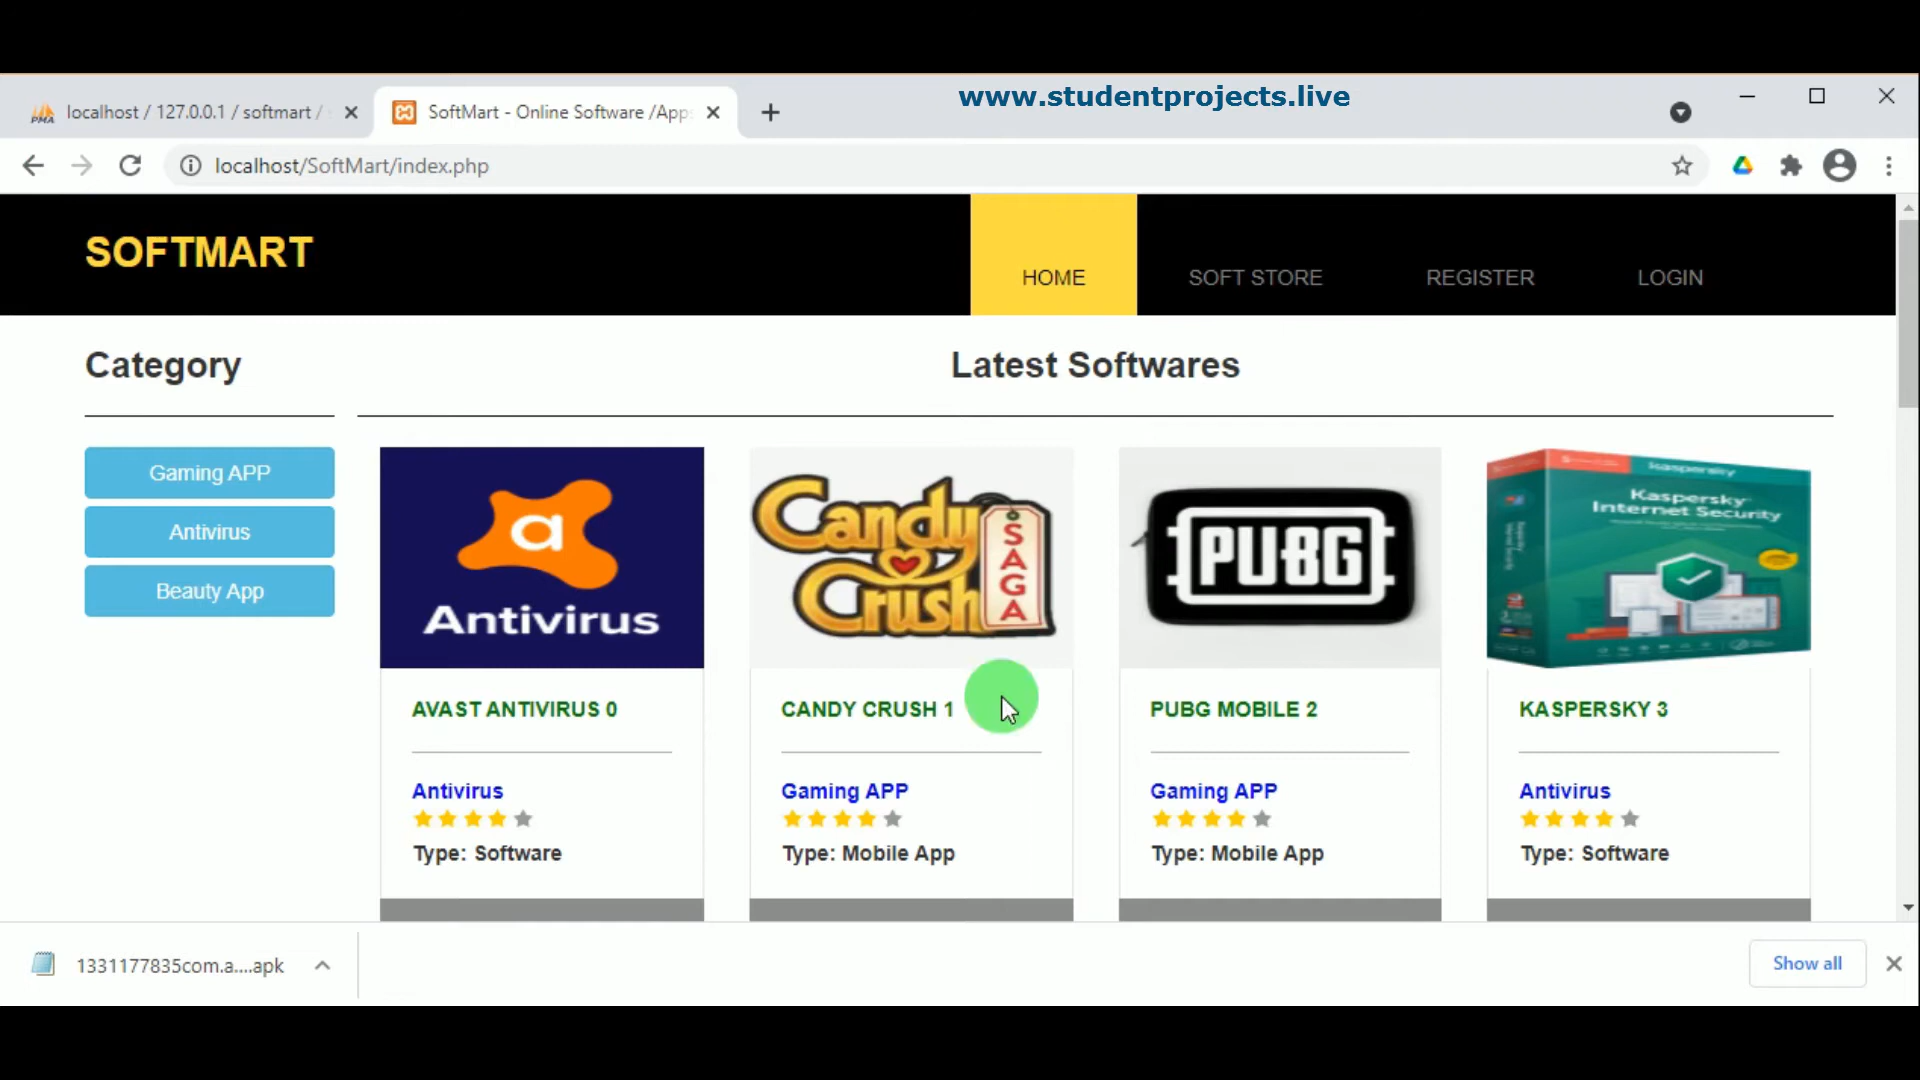 www.studentprojects.live
localhost / 127.0.0.1 / softmart /
SoftMart - Online Software /Apps
localhost/SoftMart/index.php
SOFTMART
HOME
SOFT STORE
REGISTER
LOGIN
Category
Latest Softwares
Gaming APP
Antivirus
Beauty App
a
Antivirus
Candy Crush SAGA
PUBG
kaspersky
Kaspersky
Internet Security
AVAST ANTIVIRUS 0
CANDY CRUSH 1
PUBG MOBILE 2
KASPERSKY 3
Antivirus
Gaming APP
Gaming APP
Antivirus
Type: Software
Type: Mobile App
Type: Mobile App
Type: Software
1331177835com.a....apk
Show all